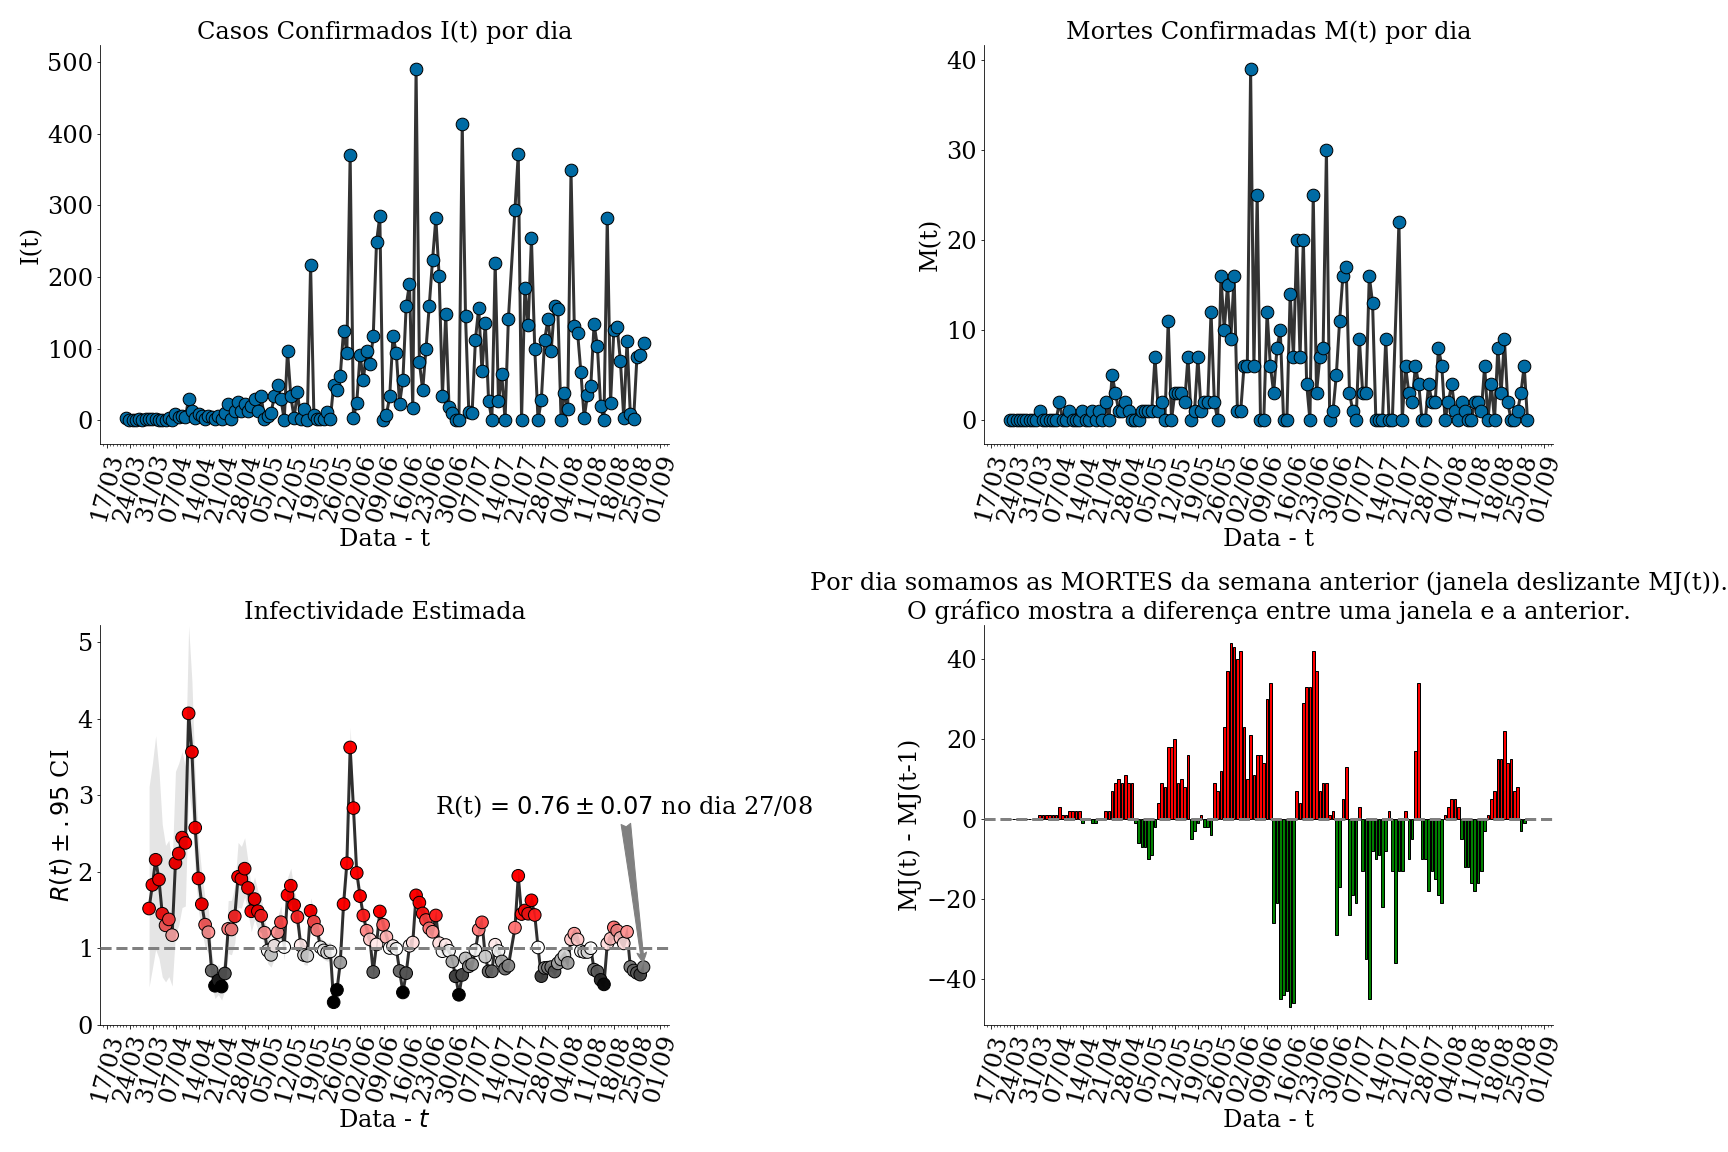 Casos Confirmados I(t) por dia
500
400
300
200
100
0
I(t)
17/03 24/03 31/03 07/04 14/04 21/04 28/04 05/05 12/05 19/05 26/05 02/06 09/06 16/06 23/06 30/06 07/07 14/07 21/07 28/07 04/08 11/08 18/08 25/08 01/09
Data - t
Mortes Confirmadas M(t) por dia
40
30
20
10
0
M(t)
17/03 24/03 31/03 07/04 14/04 21/04 28/04 05/05 12/05 19/05 26/05 02/06 09/06 16/06 23/06 30/06 07/07 14/07 21/07 28/07 04/08 11/08 18/08 25/08 01/09
Data - t
Infectividade Estimada
5
4
3
2
1
0
R(t) ± .95 CI
R(t) = 0.76 ± 0.07 no dia 27/08
17/03 24/03 31/03 07/04 14/04 21/04 28/04 05/05 12/05 19/05 26/05 02/06 09/06 16/06 23/06 30/06 07/07 14/07 21/07 28/07 04/08 11/08 18/08 25/08 01/09
Data - t
Por dia somamos as MORTES da semana anterior (janela deslizante MJ(t)).
O gráfico mostra a diferença entre uma janela e a anterior.
40
20
0
−20
−40
MJ(t) - MJ(t-1)
17/03 24/03 31/03 07/04 14/04 21/04 28/04 05/05 12/05 19/05 26/05 02/06 09/06 16/06 23/06 30/06 07/07 14/07 21/07 28/07 04/08 11/08 18/08 25/08 01/09
Data - t